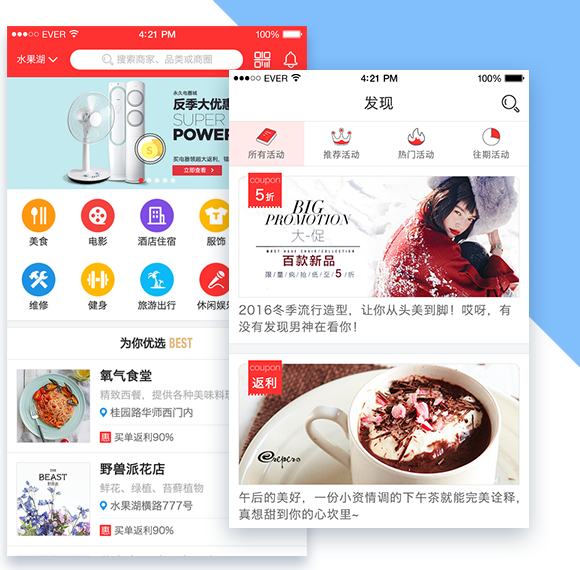 EVER 4:21 PM 100%
水果湖 搜索商家、品类或商圈
永久电器城
反季大优惠
SUPER
POWER
买电器领超大返利,
立即查看
美食 电影 酒店住宿 服饰
维修 健身 旅游出行 休闲娱乐
为你优选 BEST
氧气食堂
精致西餐，提供各种美味料理
桂园路华师西门内
惠 买单返利90%
THE
BEAST
野兽派花店
鲜花、绿植、苔藓植物
水果湖横路777号
惠 买单返利90%
EVER 4:21 PM 100%
发现
所有活动 推荐活动 热门活动 往期活动
coupon
5折
BIG
PROMOTION
大-促
MOST HUGE CHAIN/COLLECTION
百款新品
限/量/疯/抢/低/至/5折
2016冬季流行造型，让你从头美到脚！哎呀，有
没有发现男神在看你！
coupon
返利
Crepero
午后的美好，一份小资情调的下午茶就能完美诠释，
真想甜到你的心坎里~